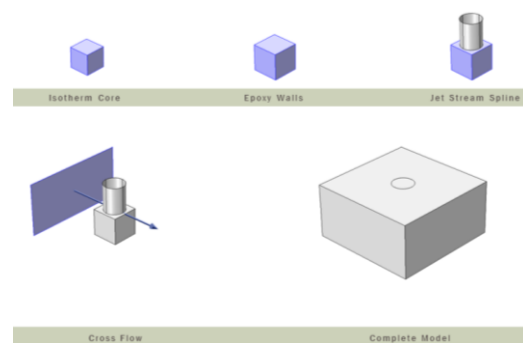 Isotherm Core
Epoxy Walls
Jet Stream Spline
Cross Flow
Complete Model